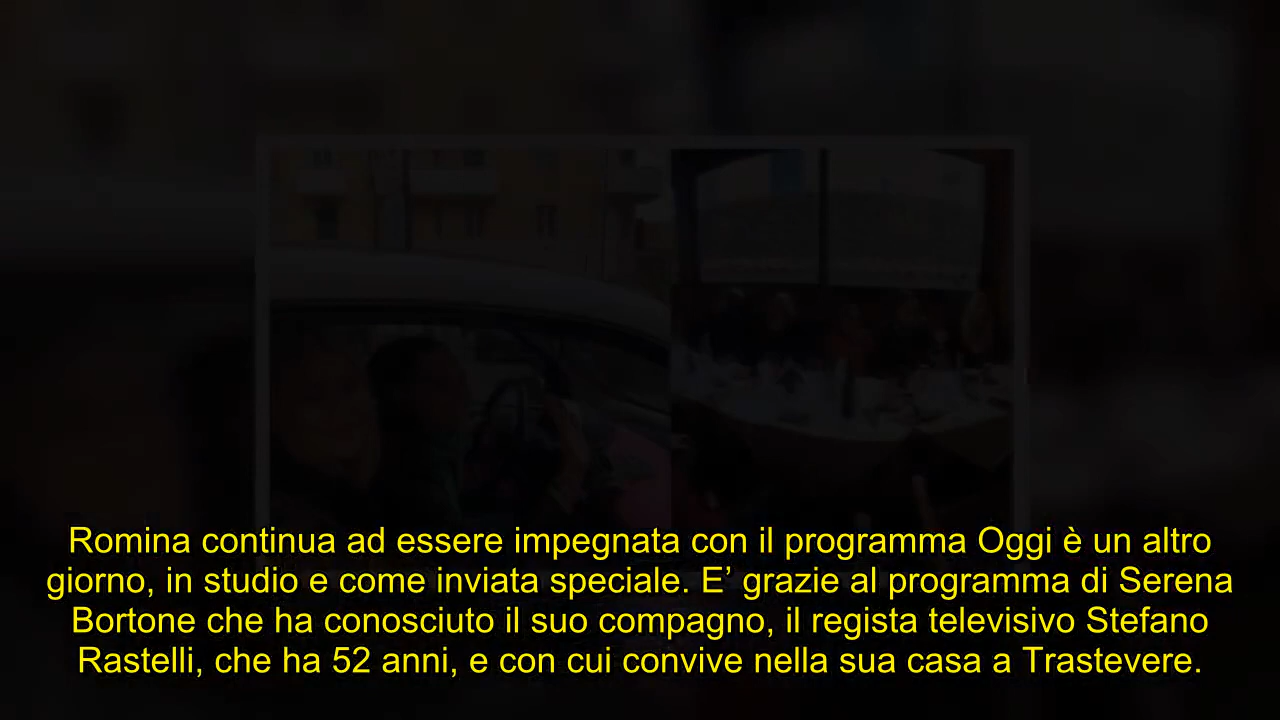 Romina continua ad essere impegnata con il programma Oggi è un altro
giorno, in studio e come inviata speciale. E’ grazie al programma di Serena
Bortone che ha conosciuto il suo compagno, il regista televisivo Stefano
Rastelli, che ha 52 anni, e con cui convive nella sua casa a Trastevere.